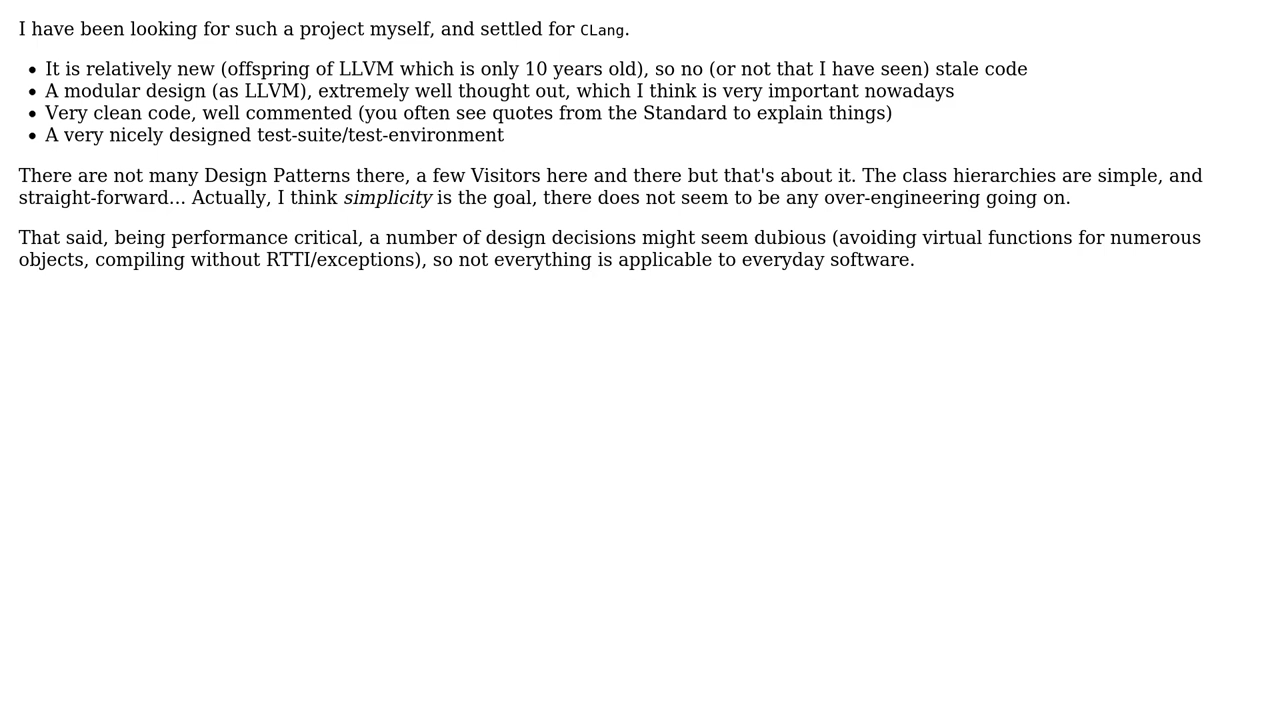 I have been looking for such a project myself, and settled for CLang.
• It is relatively new (offspring of LLVM which is only 10 years old), so no (or not that I have seen) stale code
• A modular design (as LLVM), extremely well thought out, which I think is very important nowadays
• Very clean code, well commented (you often see quotes from the Standard to explain things)
• A very nicely designed test-suite/test-environment
There are not many Design Patterns there, a few Visitors here and there but that's about it. The class hierarchies are simple, and
straight-forward... Actually, I think simplicity is the goal, there does not seem to be any over-engineering going on.
That said, being performance critical, a number of design decisions might seem dubious (avoiding virtual functions for numerous
objects, compiling without RTTI/exceptions), so not everything is applicable to everyday software.